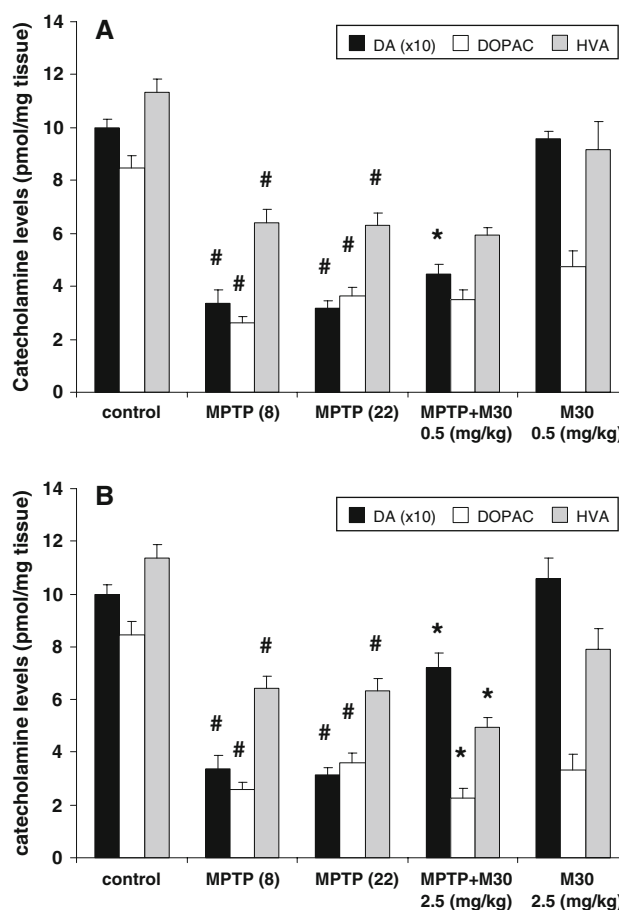 A
DA (x10) DOPAC HVA
Catecholamine levels (pmol/mg tissue)
14
12
10
8
6
4
2
0
# # #
# # #
*
control MPTP (8) MPTP (22) MPTP+M30 M30
0.5 (mg/kg) 0.5 (mg/kg)
B
DA (x10) DOPAC HVA
catecholamine levels (pmol/mg tissue)
14
12
10
8
6
4
2
0
# # #
# # #
* * *
control MPTP (8) MPTP (22) MPTP+M30 M30
2.5 (mg/kg) 2.5 (mg/kg)